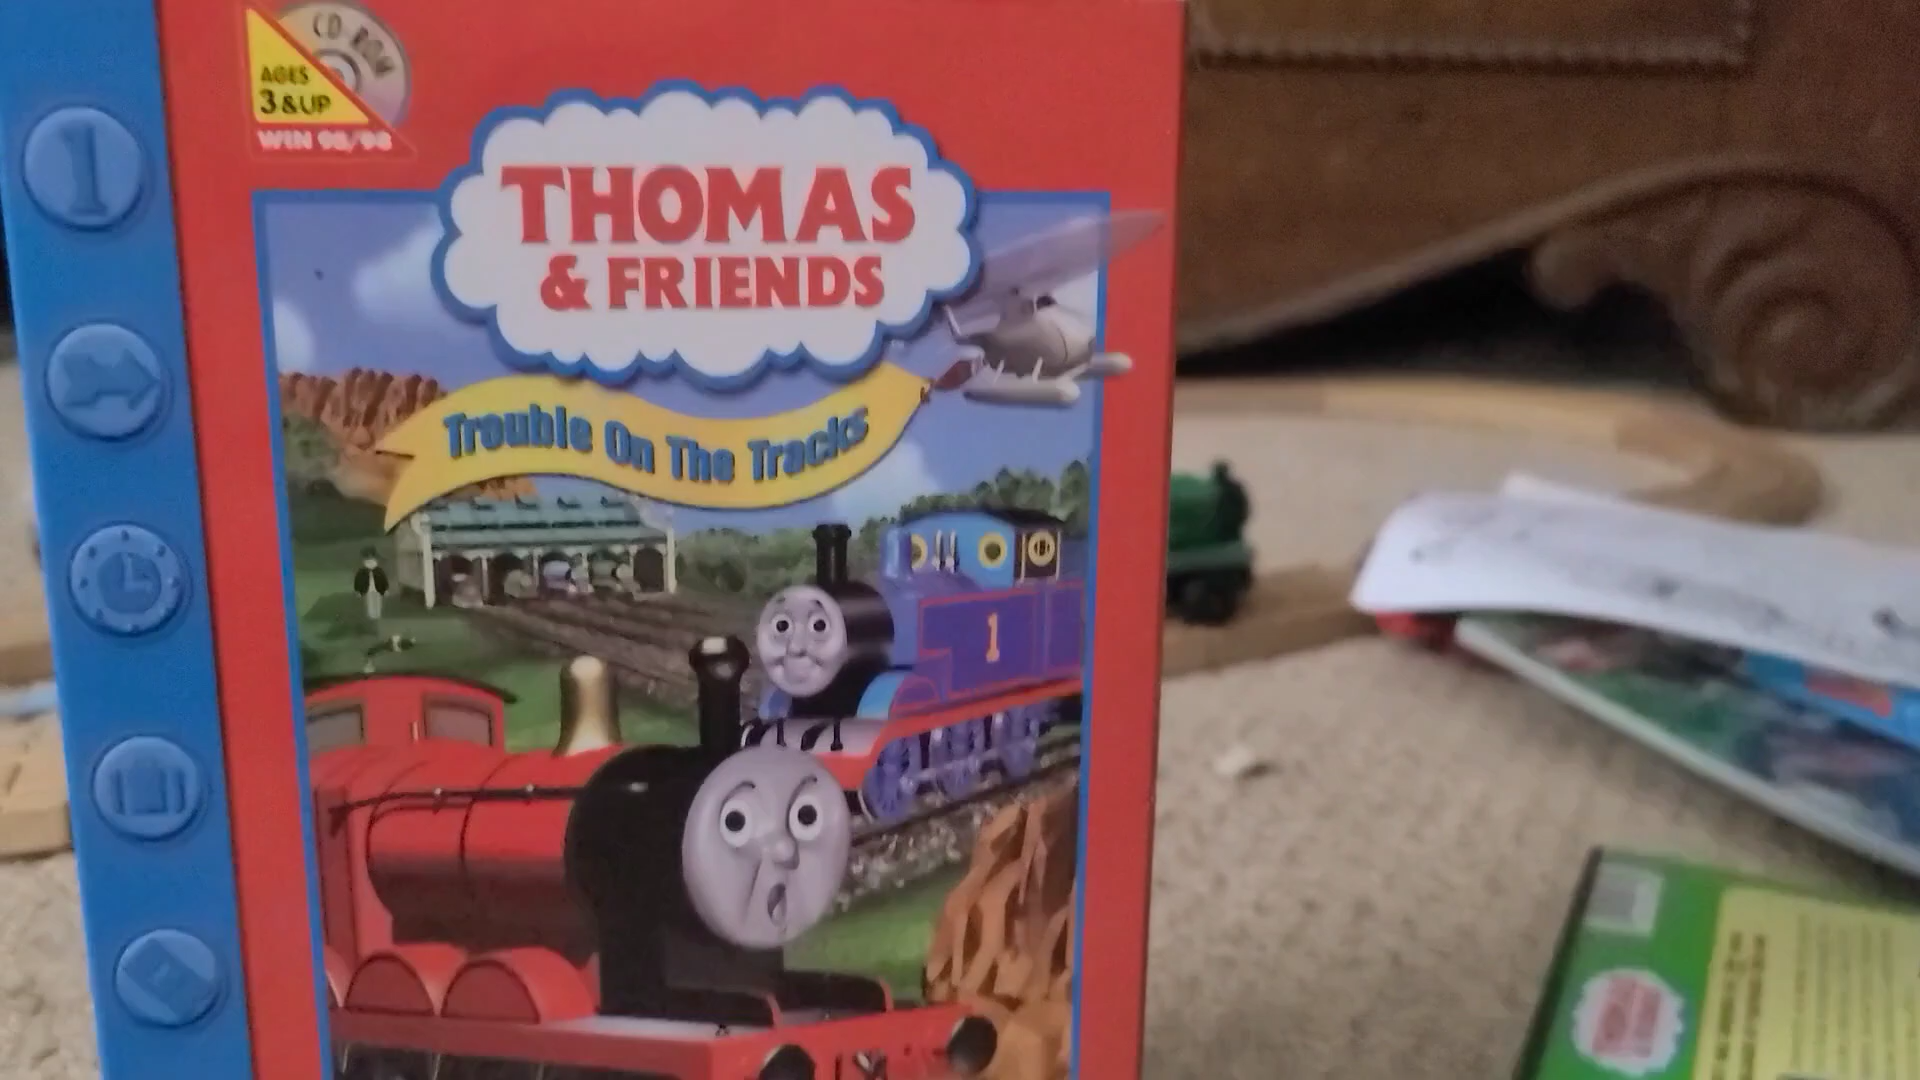 CD-ROM
AGES
3 & UP
WIN 95/98
THOMAS
& FRIENDS
Trouble On The Tracks
1
1